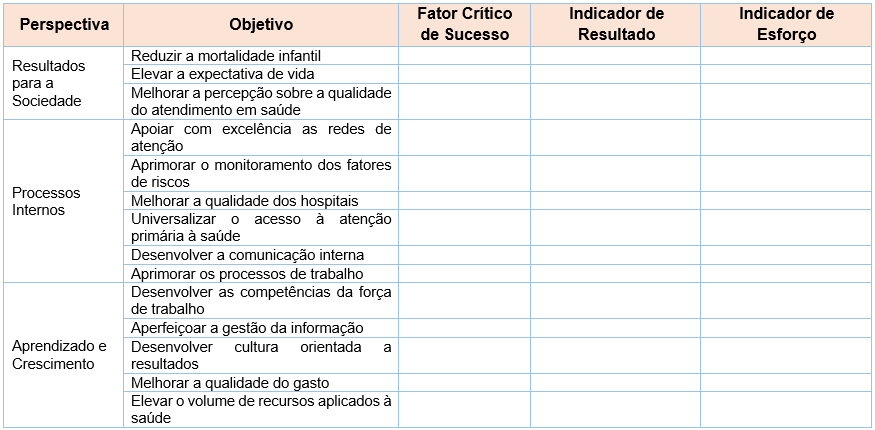 Perspectiva
Objetivo
Fator Crítico
de Sucesso
Indicador de
Resultado
Indicador de
Esforço
Resultados
para a
Sociedade
Reduzir a mortalidade infantil
Elevar a expectativa de vida
Melhorar a percepção sobre a qualidade
do atendimento em saúde
Processos
Internos
Apoiar com excelência as redes de
atenção
Aprimorar o monitoramento dos fatores
de riscos
Melhorar a qualidade dos hospitais
Universalizar o acesso à atenção
primária à saúde
Desenvolver a comunicação interna
Aprimorar os processos de trabalho
Aprendizado e
Crescimento
Desenvolver as competências da força
de trabalho
Aperfeiçoar a gestão da informação
Desenvolver cultura orientada a
resultados
Melhorar a qualidade do gasto
Elevar o volume de recursos aplicados à
saúde